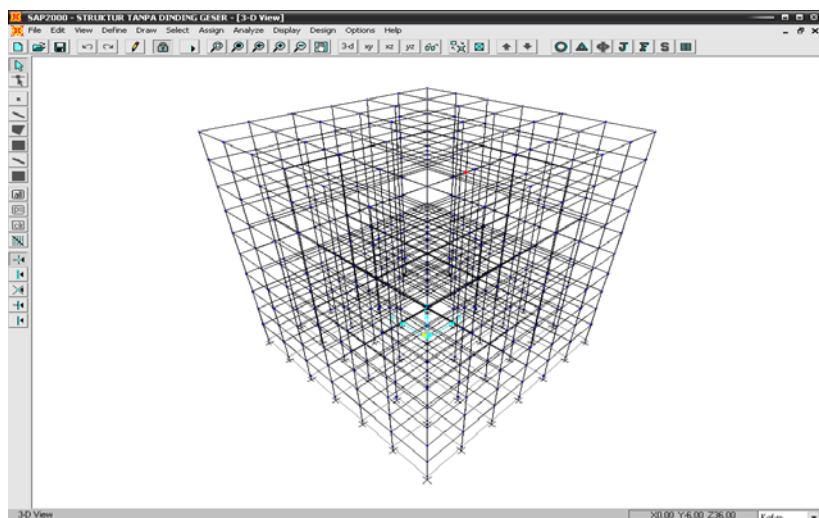 SAP2000 - STRUKTUR TANPA DINDING GESER - [3-D View]
File Edit View Define Draw Select Assign Analyze Display Design Options Help
3-d xy xz yz
J F S
all
3-D View
X0.00 Y-6.00 Z36.00